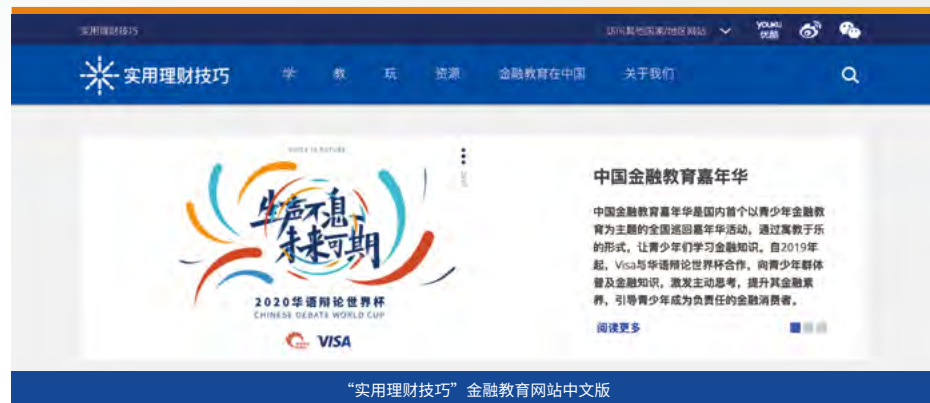 实用理财技巧
访问其他国家/地区网站
YOUKU
优酷
实用理财技巧
学 教 玩 资源 金融教育在中国 关于我们
VOICE IS FUTURE
生声不息、
未来可期
2020华语辩论世界杯
CHINESE DEBATE WORLD CUP
VISA
中国金融教育嘉年华
中国金融教育嘉年华是国内首个以青少年金融教
育为主题的全国巡回嘉年华活动，通过寓教于乐
的形式，让青少年们学习金融知识。自2019年
起，Visa与华语辩论世界杯合作，向青少年群体
普及金融知识，激发主动思考，提升其金融素
养，引导青少年成为负责任的金融消费者。
阅读更多
“实用理财技巧”金融教育网站中文版